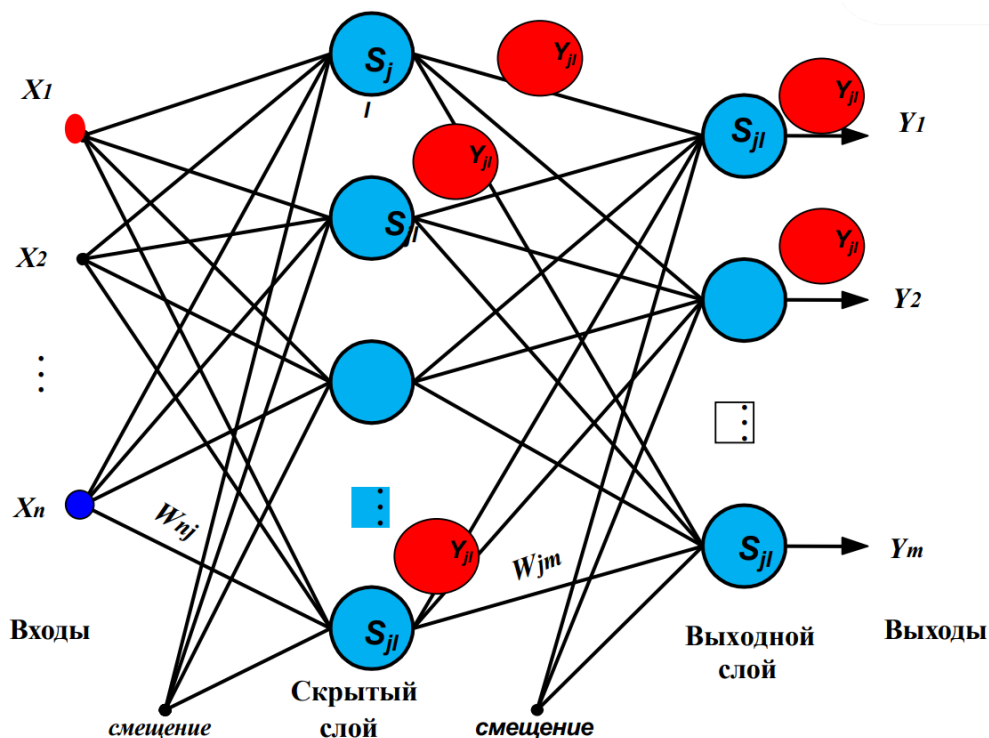 X1
X2
⋮
Xn
Wnj
Входы
Sj
l
Yjl
Yjl
Sjl
⋮
Yjl
Sjl
Скрытый
слой
смещение
Wjm
смещение
Sjl
Yjl
Yjl
⋮
Sjl
Выходной
слой
Y1
Y2
Ym
Выходы